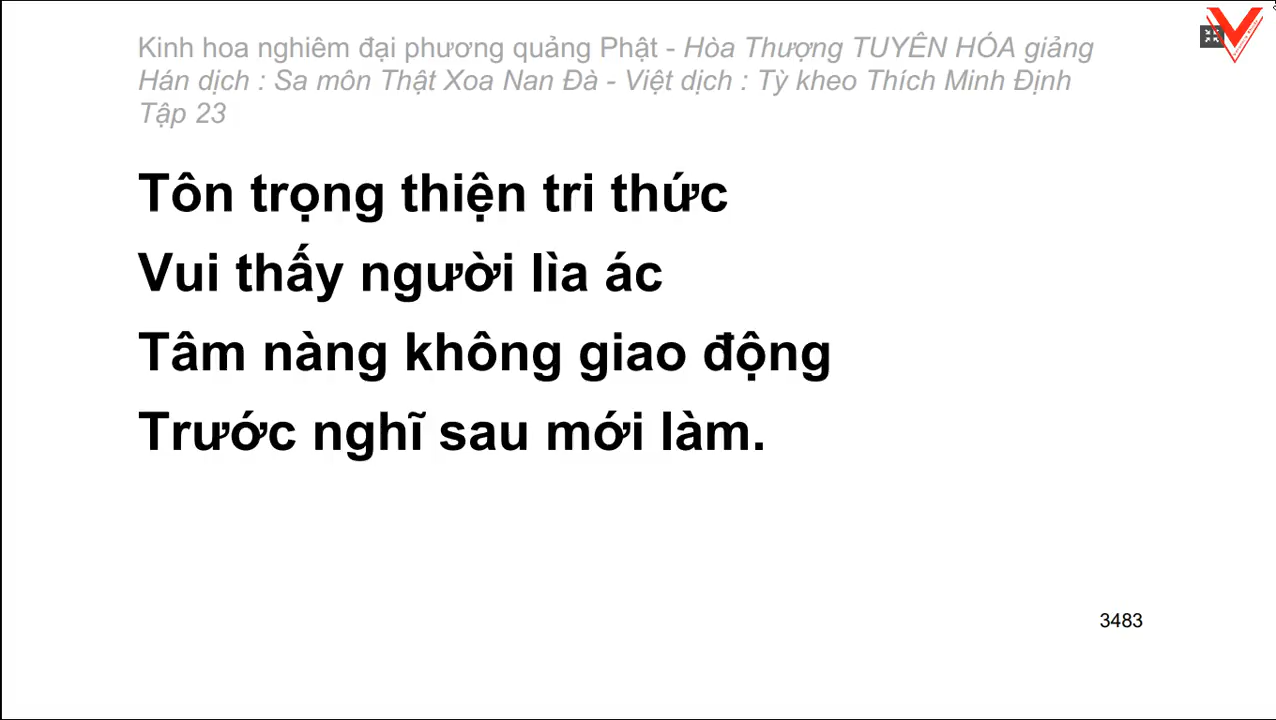 Kinh hoa nghiêm đại phương quảng Phật - Hòa Thượng TUYÊN HÓA giảng
Hán dịch : Sa môn Thật Xoa Nan Đà - Việt dịch : Tỳ kheo Thích Minh Định
Tập 23
Tôn trọng thiện tri thức
Vui thấy người lìa ác
Tâm nàng không giao động
Trước nghĩ sau mới làm.
3483